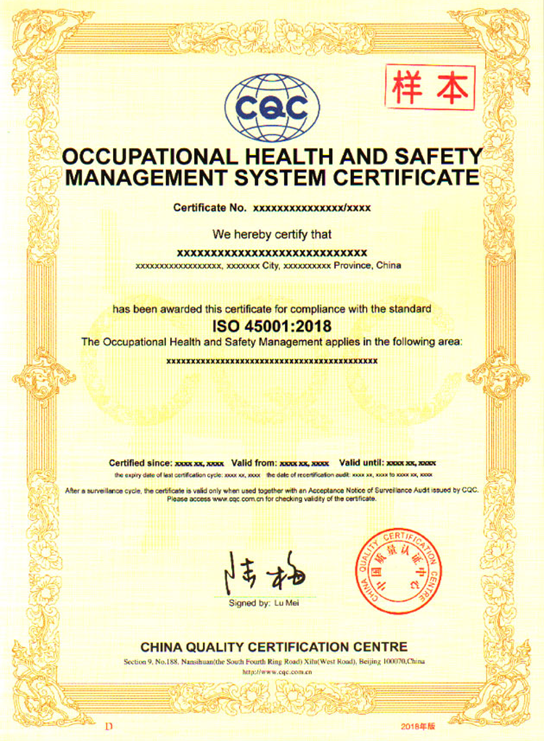 样本
CQC
OCCUPATIONAL HEALTH AND SAFETY
MANAGEMENT SYSTEM CERTIFICATE
Certificate No. xxxxxxxxxxxxxxx/xxxx
We hereby certify that
xxxxxxxxxxxxxxxxxxxxxxxxxxxx
xxxxxxxxxxxxxxxxxx, xxxxxxx City, xxxxxxxxxx Province, China
has been awarded this certificate for compliance with the standard
ISO 45001:2018
The Occupational Health and Safety Management applies in the following area:
xxxxxxxxxxxxxxxxxxxxxxxxxxxxxxxxxxxxxxxxxx
Certified since: xxxx xx, xxxx Valid from: xxxx xx, xxxx Valid until: xxxx xx, xxxx
the expiry date of last certification cycle: xxxx xx, xxxx the date of recertification audit: xxxx xx, xxxx to xxxx xx, xxxx
After a surveillance cycle, the certificate is valid only when used together with an Acceptance Notice of Surveillance Audit issued by CQC.
Please access www.cqc.com.cn for checking validity of the certificate.
陆梅
Signed by: Lu Mei
CHINA QUALITY CERTIFICATION CENTRE
中国质量认证中心
CHINA QUALITY CERTIFICATION CENTRE
Section 9, No.188, Nansihuan(the South Fourth Ring Road) Xilu(West Road), Beijing 100070,China
http://www.cqc.com.cn
D
2018年版